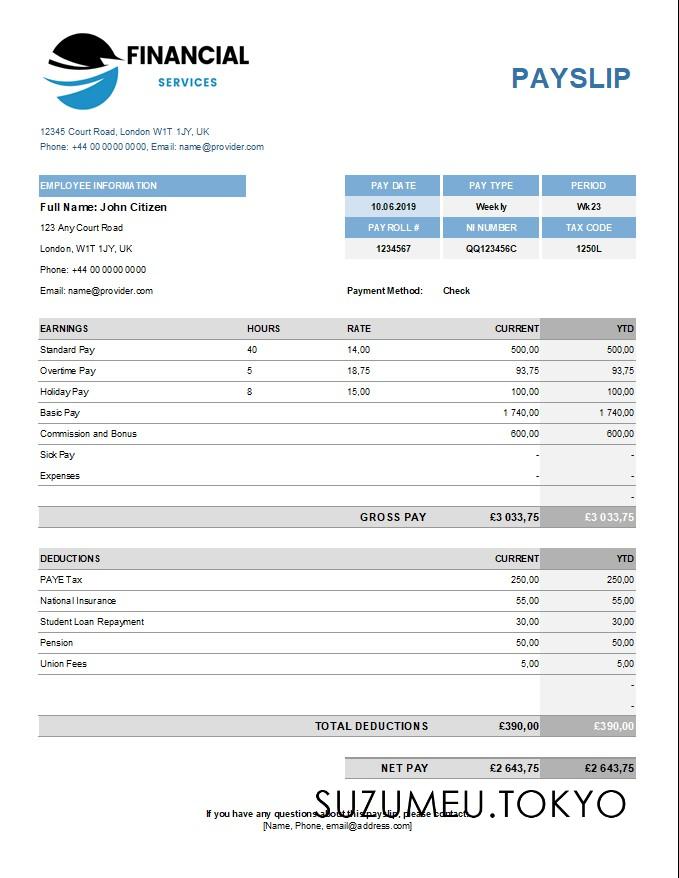 FINANCIAL
SERVICES
PAYSLIP
12345 Court Road, London W1T 1JY, UK
Phone: +44 00 0000 0000, Email: name@provider.com
EMPLOYEE INFORMATION PAY DATE PAY TYPE PERIOD
Full Name: John Citizen 10.06.2019 Weekly Wk23
123 Any Court Road PAYROLL # NI NUMBER TAX CODE
London, W1T 1JY, UK 1234567 QQ123456C 1250L
Phone: +44 00 0000 0000
Email: name@provider.com Payment Method: Check
EARNINGS HOURS RATE CURRENT YTD
Standard Pay 40 14,00 500,00 500,00
Overtime Pay 5 18,75 93,75 93,75
Holiday Pay 8 15,00 100,00 100,00
Basic Pay 1 740,00 1 740,00
Commission and Bonus 600,00 600,00
Sick Pay - -
Expenses - -
-
GROSS PAY £3 033,75 £3 033,75
DEDUCTIONS CURRENT YTD
PAYE Tax 250,00 250,00
National Insurance 55,00 55,00
Student Loan Repayment 30,00 30,00
Pension 50,00 50,00
Union Fees 5,00 5,00
-
-
TOTAL DEDUCTIONS £390,00 £390,00
NET PAY £2 643,75 £2 643,75
SUZUMEU.TOKYO
If you have any questions about this payslip, please contact:
[Name, Phone, email@address.com]